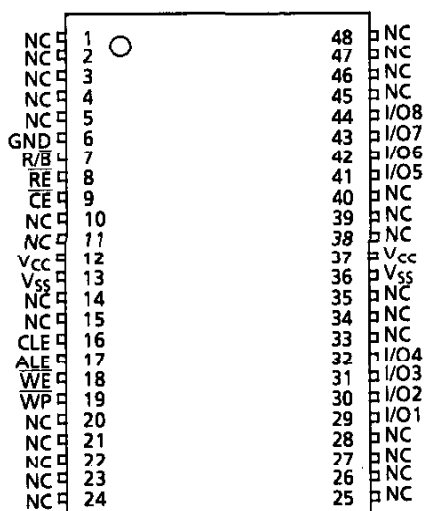 NC 1 48 NC
NC 2 47 NC
NC 3 46 NC
NC 4 45 NC
NC 5 44 I/O8
GND 6 43 I/O7
R/B̅ 7 42 I/O6
R̅E̅ 8 41 I/O5
C̅E̅ 9 40 NC
NC 10 39 NC
NC 11 38 NC
VCC 12 37 VCC
VSS 13 36 VSS
NC 14 35 NC
NC 15 34 NC
CLE 16 33 NC
ALE 17 32 I/O4
W̅E̅ 18 31 I/O3
W̅P̅ 19 30 I/O2
NC 20 29 I/O1
NC 21 28 NC
NC 22 27 NC
NC 23 26 NC
NC 24 25 NC